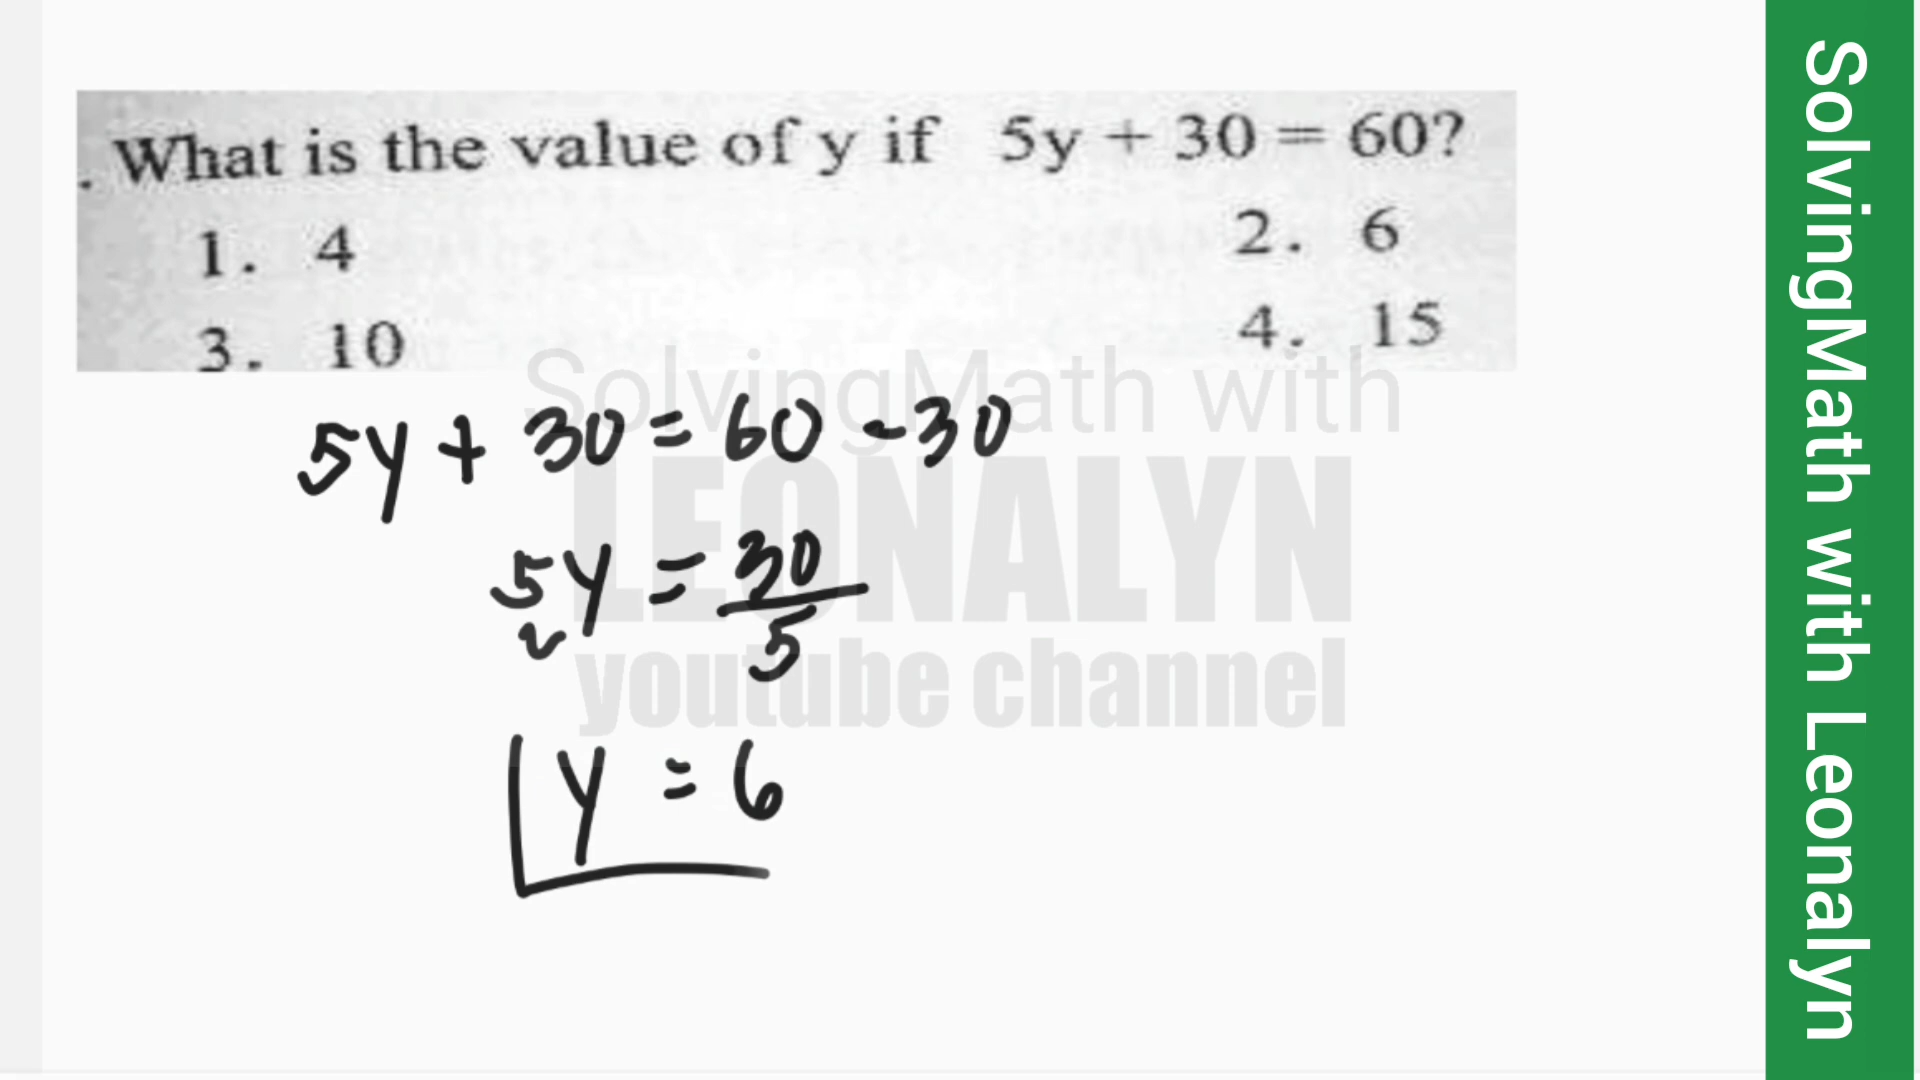 . What is the value of y if 5y + 30 = 60?
1. 4 2. 6
3. 10 4. 15
SolvingMath with
LEONALYN
youtube channel
5y + 30 = 60 - 30
5y = 30
5
y = 6
SolvingMath with Leonalyn